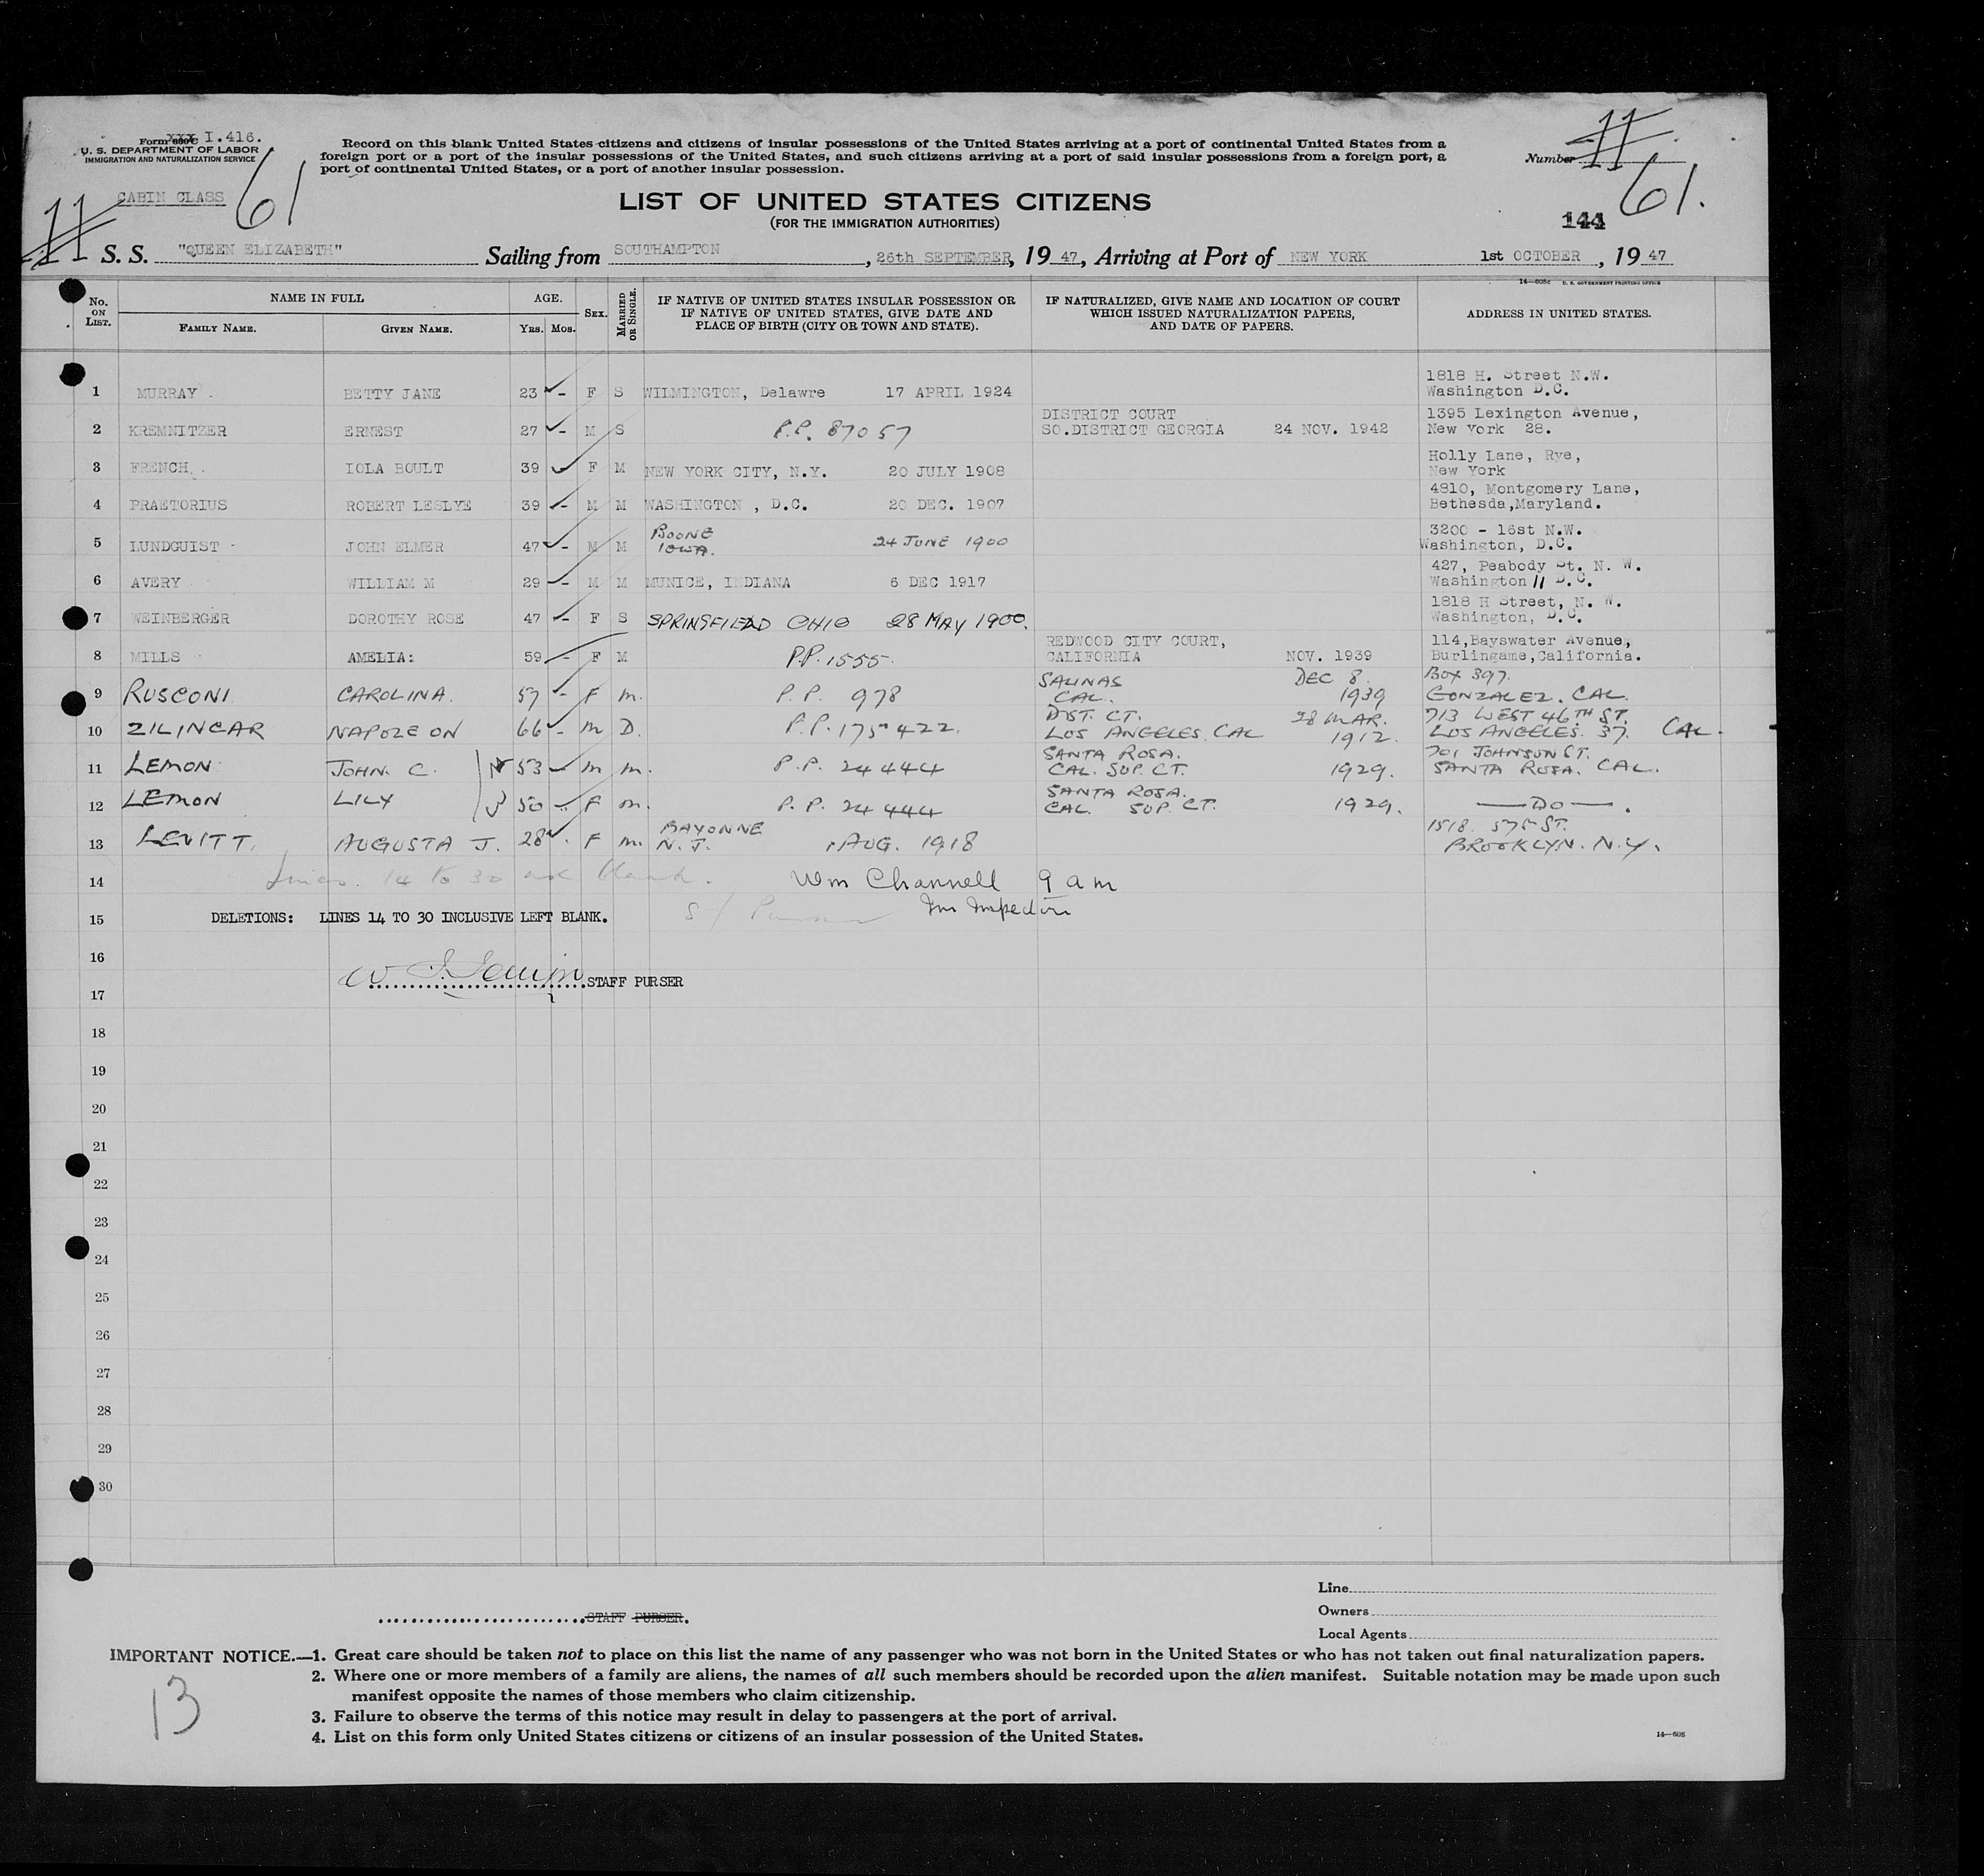 Form XXX I.416.
U. S. DEPARTMENT OF LABOR
IMMIGRATION AND NATURALIZATION SERVICE
Record on this blank United States citizens and citizens of insular possessions of the United States arriving at a port of continental United States from a
foreign port or a port of the insular possessions of the United States, and such citizens arriving at a port of said insular possessions from a foreign port, a
port of continental United States, or a port of another insular possession.
Number 11
61
61.
CABIN CLASS
11
LIST OF UNITED STATES CITIZENS
(FOR THE IMMIGRATION AUTHORITIES)
144
S. S. "QUEEN ELIZABETH" Sailing from SOUTHAMPTON, 26th SEPTEMBER, 19 47, Arriving at Port of NEW YORK 1st OCTOBER, 19 47
14—608c U. S. GOVERNMENT PRINTING OFFICE
No. ON LIST. NAME IN FULL AGE. SEX. MARRIED OR SINGLE. IF NATIVE OF UNITED STATES INSULAR POSSESSION OR IF NATIVE OF UNITED STATES, GIVE DATE AND PLACE OF BIRTH (CITY OR TOWN AND STATE). IF NATURALIZED, GIVE NAME AND LOCATION OF COURT WHICH ISSUED NATURALIZATION PAPERS, AND DATE OF PAPERS. ADDRESS IN UNITED STATES.
FAMILY NAME. GIVEN NAME. YRS. MOS.
1818 H. Street N.W.
1 MURRAY . BETTY JANE 23 - F S WILMINGTON, Delawre 17 APRIL 1924 Washington D.C.
DISTRICT COURT 1395 Lexington Avenue,
2 KREMNITZER ERNEST 27 - M S P.P. 87057 SO.DISTRICT GEORGIA 24 NOV. 1942 New York 28.
Holly Lane, Rye,
3 FRENCH, . IOLA BOULT 39 F M NEW YORK CITY, N.Y. 20 JULY 1908 New York
4810, Montgomery Lane,
4 PRAETORIUS ROBERT LESLYE 39 - M M WASHINGTON , D.C. 20 DEC. 1907 Bethesda,Maryland.
BOONE 3200 - 16st N.W.
5 LUNDGUIST - JOHN ELMER 47 - M M IOWA. 24 JUNE 1900 Washington, D.C.
427, Peabody St. N. W.
6 AVERY WILLIAM M 29 - M M MUNICE, INDIANA 6 DEC 1917 Washington 11 D.C.
1818 H Street, N. W.
7 WEINBERGER DOROTHY ROSE 47 - F S SPRINSFIELD OHIO 28 MAY 1900. Washington, D.C.
REDWOOD CITY COURT, 114,Bayswater Avenue,
8 MILLS AMELIA: 59 - F M P.P. 1555. CALIFORNIA NOV. 1939 Burlingame,California.
SALINAS DEC 8. BOX 397.
9 RUSCONI CAROLINA. 57 - F M. P.P. 978 CAL. 1939 GONZALEZ. CAL.
DIST. CT. 28 MAR. 713 WEST 46TH ST.
10 ZILINCAR NAPOLEON 66 - M D. P.P. 175422. LOS ANGELES. CAL 1912. LOS ANGELES. 37. CAL.
SANTA ROSA. 701 JOHNSON ST.
11 LEMON JOHN. C. 53 - M M. P.P. 24444 CAL. SUP. CT. 1929. SANTA ROSA. CAL.
SANTA ROSA.
12 LEMON LILY 50 F M. P.P. 24444 CAL SUP. CT. 1929. — DO — .
BAYONNE 1518. 575 ST.
13 LEVITT, AUGUSTA J. 28 . F M. N.J. 1 AUG. 1918 BROOKLYN. N.Y.
14 Lines. 14 to 30 are blank. Wm Channell 9 am
15 DELETIONS: LINES 14 TO 30 INCLUSIVE LEFT BLANK. Im Inspector
16
STAFF PURSER
17
18
19
20
21
22
23
24
25
26
27
28
29
30
Line
STAFF PURSER.
Owners
Local Agents
IMPORTANT NOTICE.—1. Great care should be taken not to place on this list the name of any passenger who was not born in the United States or who has not taken out final naturalization papers.
2. Where one or more members of a family are aliens, the names of all such members should be recorded upon the alien manifest. Suitable notation may be made upon such
manifest opposite the names of those members who claim citizenship.
3. Failure to observe the terms of this notice may result in delay to passengers at the port of arrival.
4. List on this form only United States citizens or citizens of an insular possession of the United States.
13
14—608